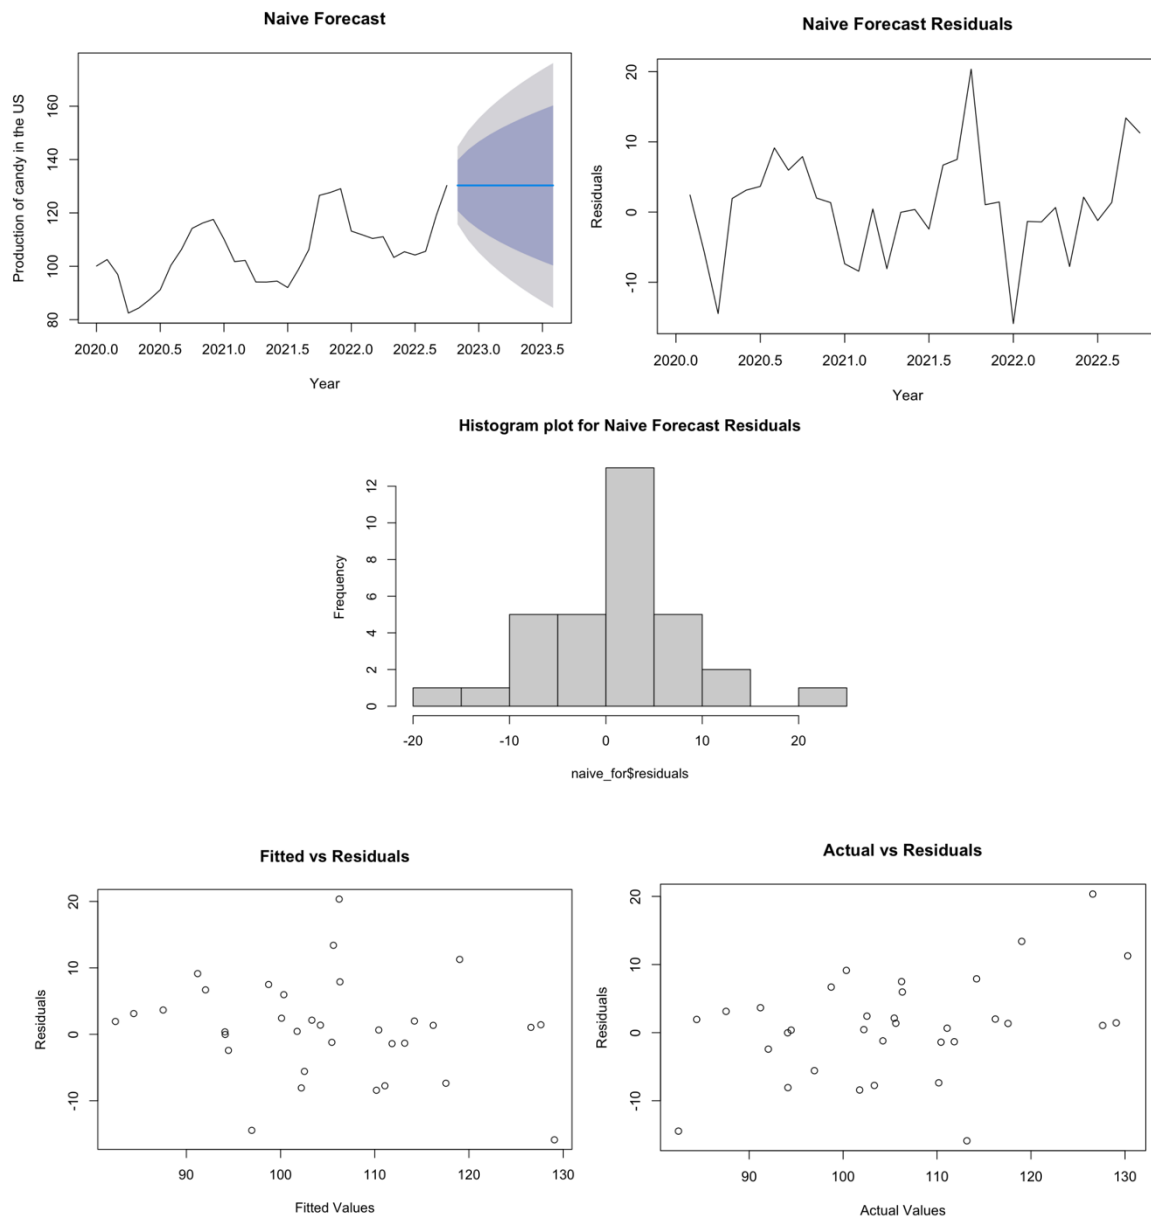 Naive Forecast
Production of candy in the US
160
140
120
100
80
2020.0 2020.5 2021.0 2021.5 2022.0 2022.5 2023.0 2023.5
Year
Naive Forecast Residuals
Residuals
20
10
0
-10
2020.0 2020.5 2021.0 2021.5 2022.0 2022.5
Year
Histogram plot for Naive Forecast Residuals
Frequency
12
10
8
6
4
2
0
-20 -10 0 10 20
naive_for$residuals
Fitted vs Residuals
Residuals
20
10
0
-10
90 100 110 120 130
Fitted Values
Actual vs Residuals
Residuals
20
10
0
-10
90 100 110 120 130
Actual Values